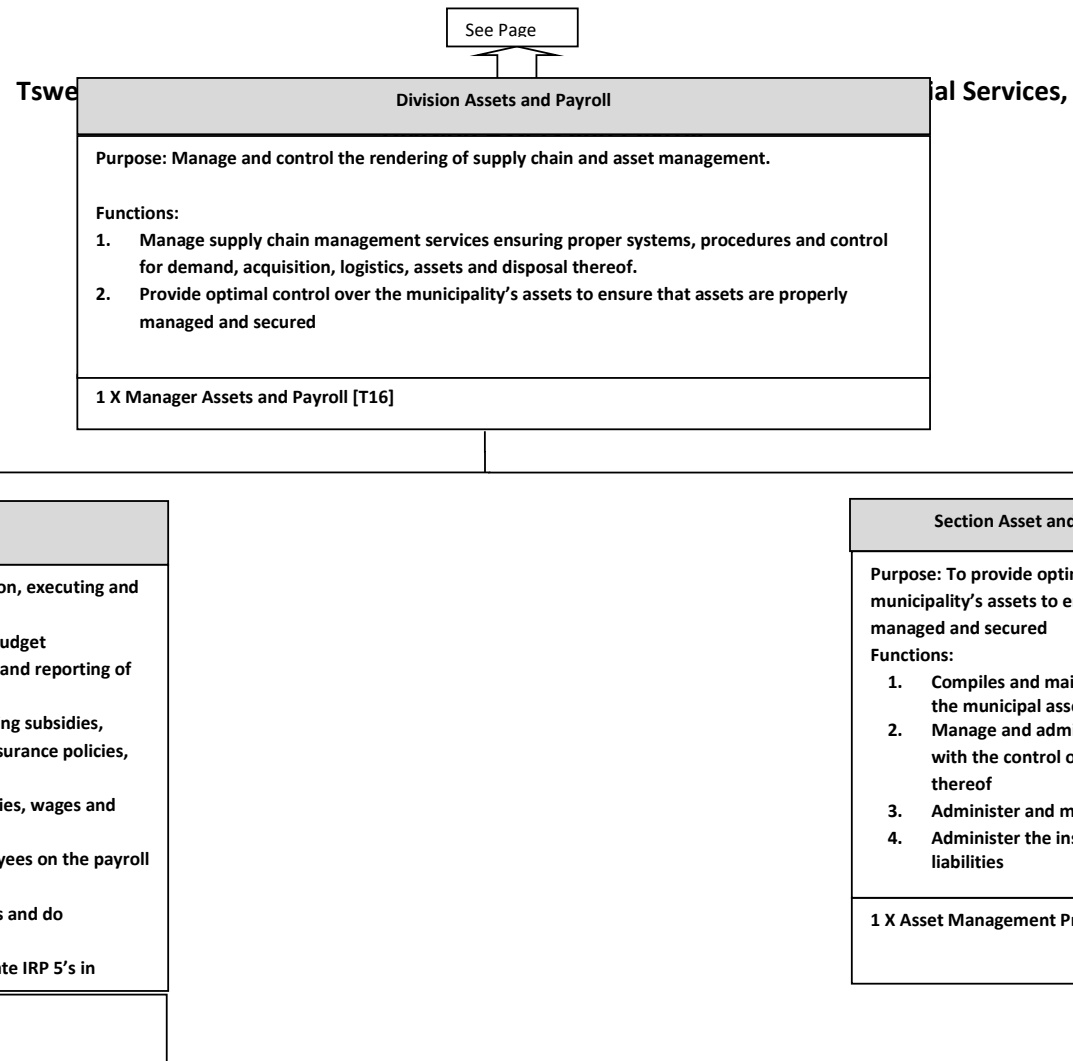 See Page
Tswe
ial Services,
Division Assets and Payroll
Purpose: Manage and control the rendering of supply chain and asset management.
Functions:
1. Manage supply chain management services ensuring proper systems, procedures and control
for demand, acquisition, logistics, assets and disposal thereof.
2. Provide optimal control over the municipality’s assets to ensure that assets are properly
managed and secured
1 X Manager Assets and Payroll [T16]
on, executing and
udget
and reporting of
ng subsidies,
surance policies,
ies, wages and
yees on the payroll
s and do
te IRP 5’s in
Section Asset and
Purpose: To provide optim
municipality’s assets to e
managed and secured
Functions:
1. Compiles and mai
the municipal asse
2. Manage and admi
with the control o
thereof
3. Administer and m
4. Administer the ins
liabilities
1 X Asset Management Pr